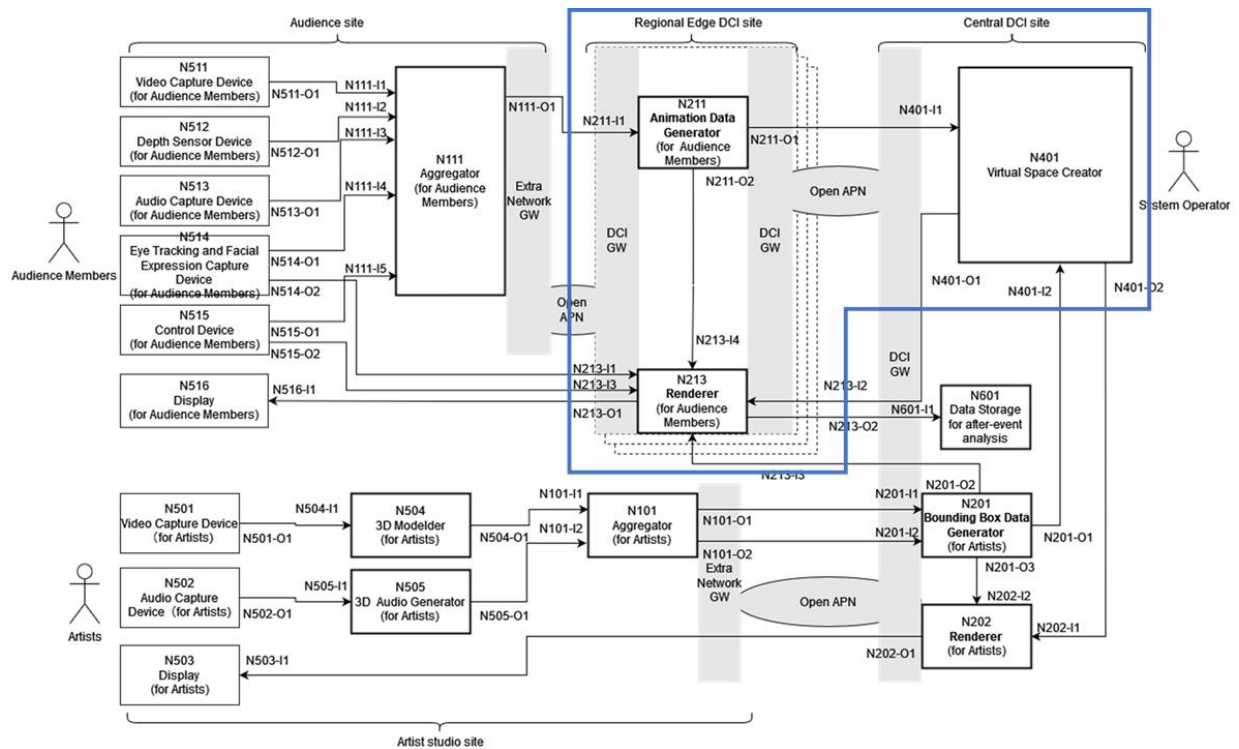 Audience site
Regional Edge DCI site
Central DCI site
N511
Video Capture Device
(for Audience Members)
N511-O1
N111-I1
N111-I2
N111-I3
N512
Depth Sensor Device
(for Audience Members)
N512-O1
N111-I4
N513
Audio Capture Device
(for Audience Members)
N513-O1
N514
Eye Tracking and Facial
Expression Capture
Device
(for Audience Members)
N514-O1
N514-O2
N111-I5
N515
Control Device
(for Audience Members)
N515-O1
N515-O2
N516
Display
(for Audience Members)
N516-I1
Audience Members
N111
Aggregator
(for Audience
Members)
N111-O1
Extra
Network
GW
Open
APN
N211-I1
DCI
GW
N211
Animation Data
Generator
(for Audience
Members)
N211-O1
N211-O2
DCI
GW
Open APN
N401-I1
N401
Virtual Space Creator
System Operator
N401-O1
N401-I2
N401-O2
N213-I4
N213-I1
N213-I3
N213-O1
N213
Renderer
(for Audience
Members)
N213-I2
N213-O2
DCI
GW
N601-I1
N601
Data Storage
for after-event
analysis
N213-I3
N501
Video Capture Device
(for Artists)
N501-O1
N504-I1
N504
3D Modelder
(for Artists)
N504-O1
N101-I1
N101-I2
N101
Aggregator
(for Artists)
N101-O1
N101-O2
Extra
Network
GW
N201-I1
N201-I2
N201-O2
N201
Bounding Box Data
Generator
(for Artists)
N201-O1
N201-O3
N502
Audio Capture
Device (for Artists)
N502-O1
N505-I1
N505
3D Audio Generator
(for Artists)
N505-O1
Open APN
N202-I2
N202
Renderer
(for Artists)
N202-I1
N202-O1
Artists
N503
Display
(for Artists)
N503-I1
Artist studio site